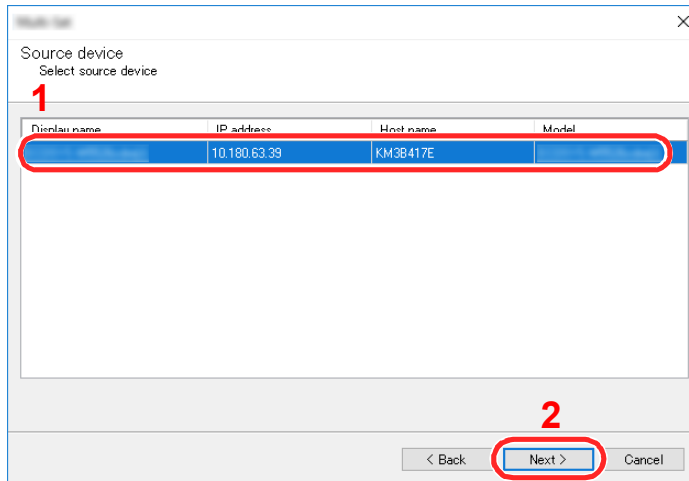 Source device
Select source device
1
Display name IP address Host name Model
10.180.63.39 KM3B417E
2
< Back Next > Cancel